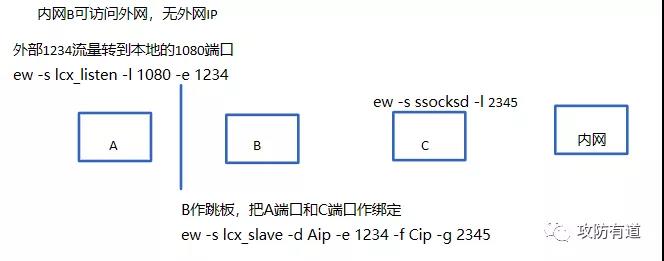 内网B可访问外网，无外网IP
外部1234流量转到本地的1080端口
ew -s lcx_listen -l 1080 -e 1234
ew -s ssocksd -l 2345
A
B
C
内网
B作跳板，把A端口和C端口作绑定
ew -s lcx_slave -d Aip -e 1234 -f Cip -g 2345
攻防有道